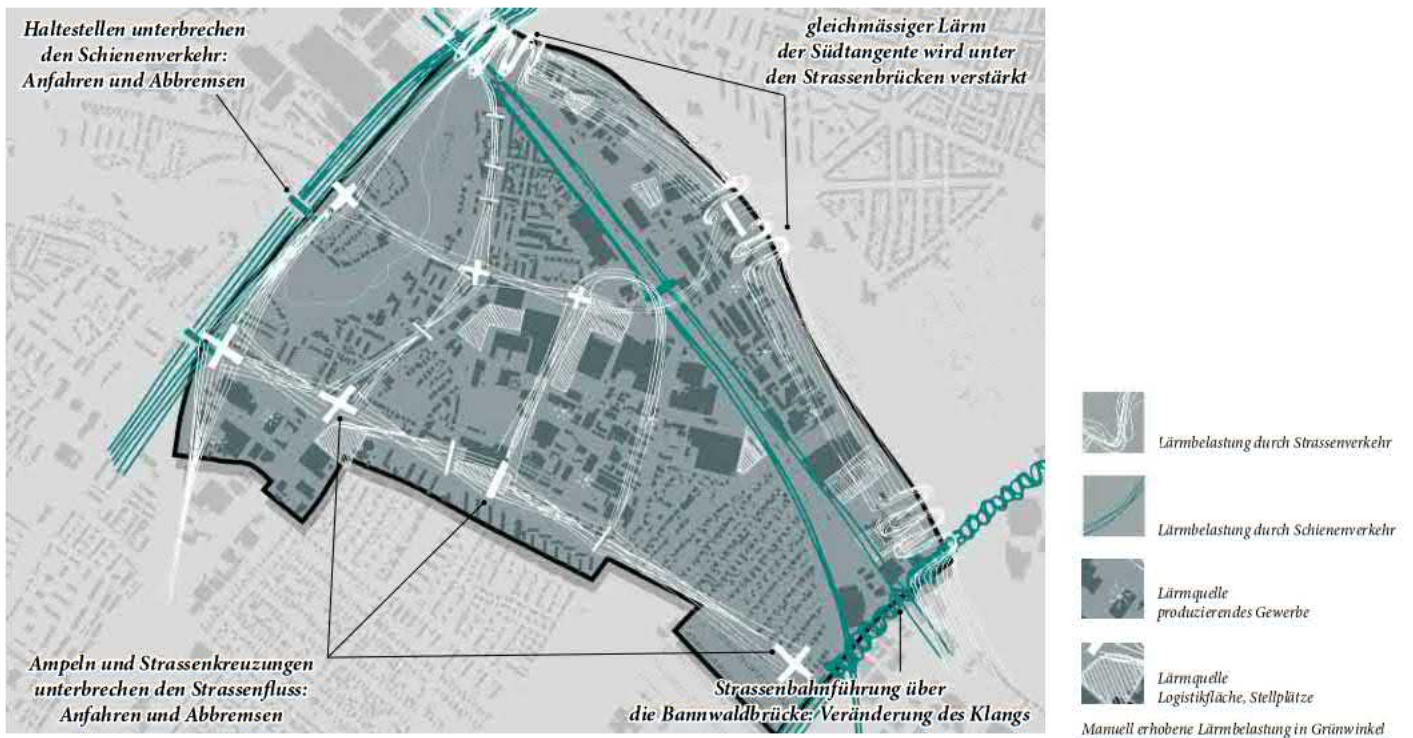 Haltestellen unterbrechen
den Schienenverkehr:
Anfahren und Abbremsen
gleichmässiger Lärm
der Südtangente wird unter
den Strassenbrücken verstärkt
Ampeln und Strassenkreuzungen
unterbrechen den Strassenfluss:
Anfahren und Abbremsen
Strassenbahnführung über
die Bannwaldbrücke: Veränderung des Klangs
Lärmbelastung durch Strassenverkehr
Lärmbelastung durch Schienenverkehr
Lärmquelle
produzierendes Gewerbe
Lärmquelle
Logistikfläche, Stellplätze
Manuell erhobene Lärmbelastung in Grünwinkel